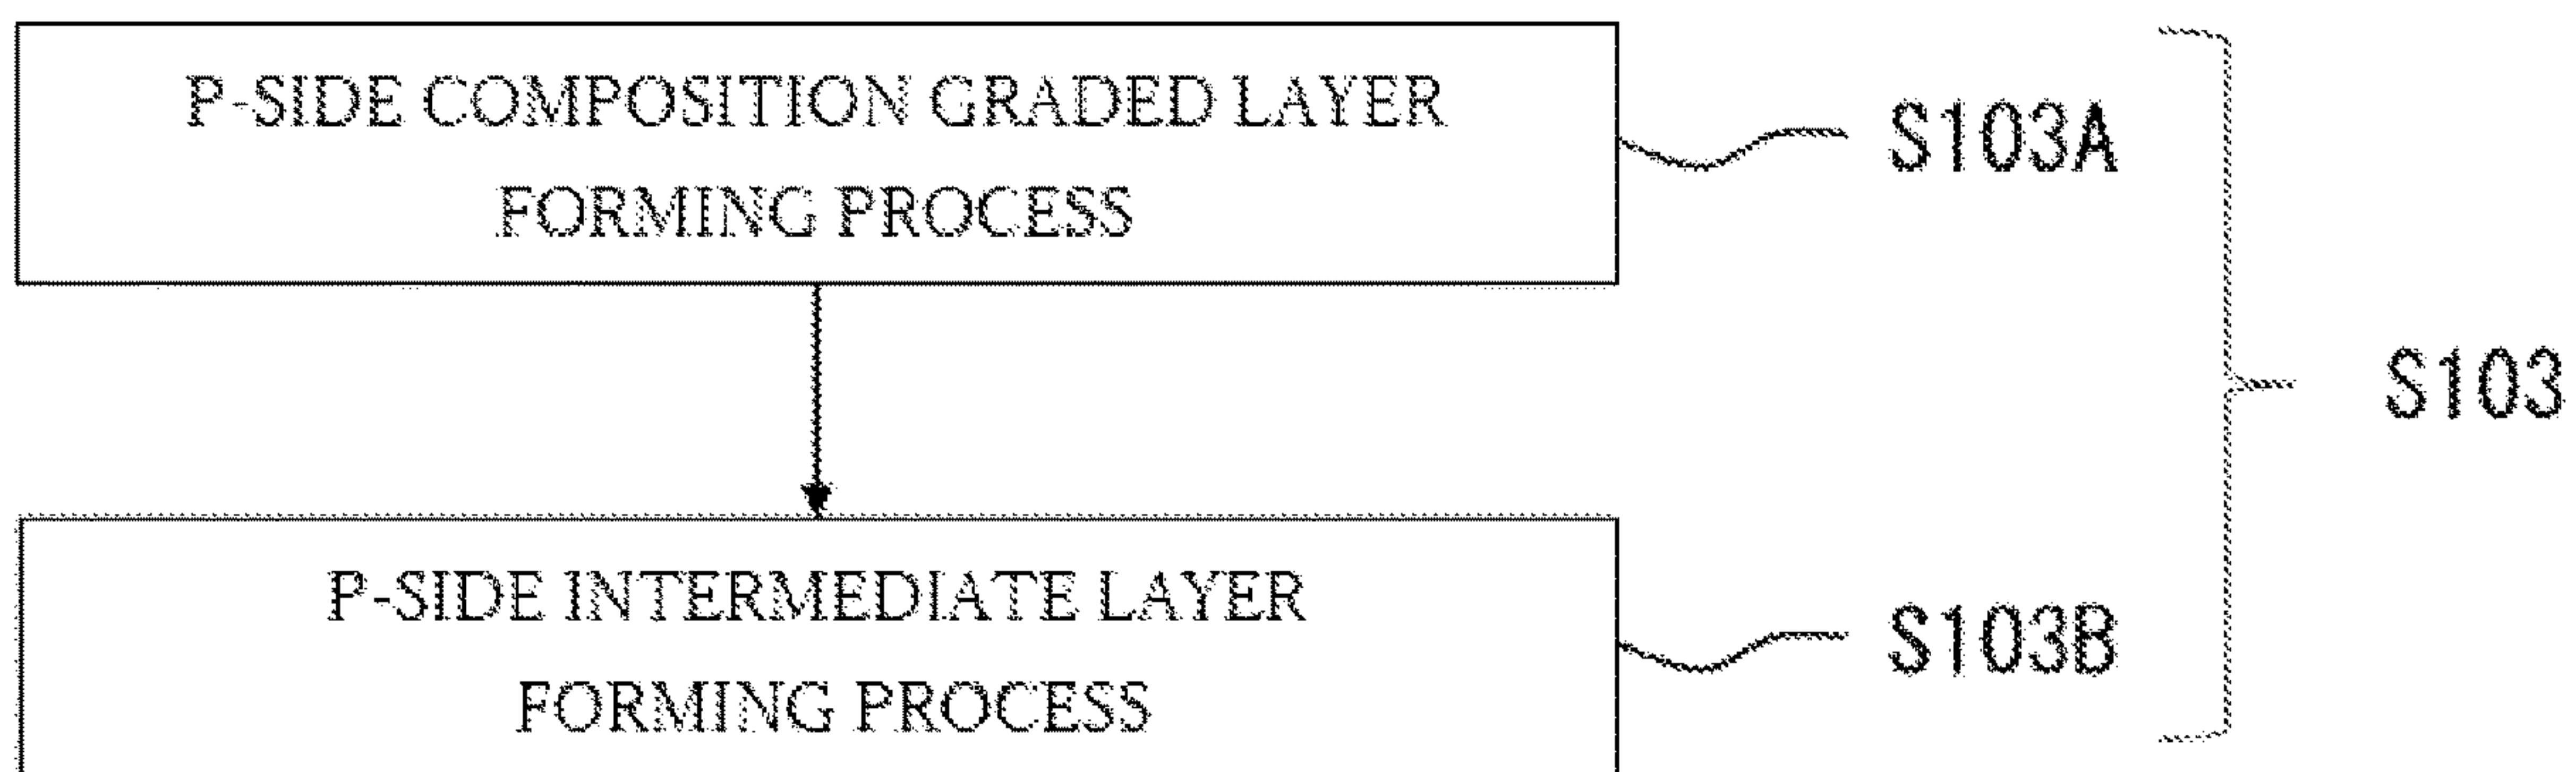 P-SIDE COMPOSITION GRADED LAYER
FORMING PROCESS
S103A
S103
P-SIDE INTERMEDIATE LAYER
FORMING PROCESS
S103B